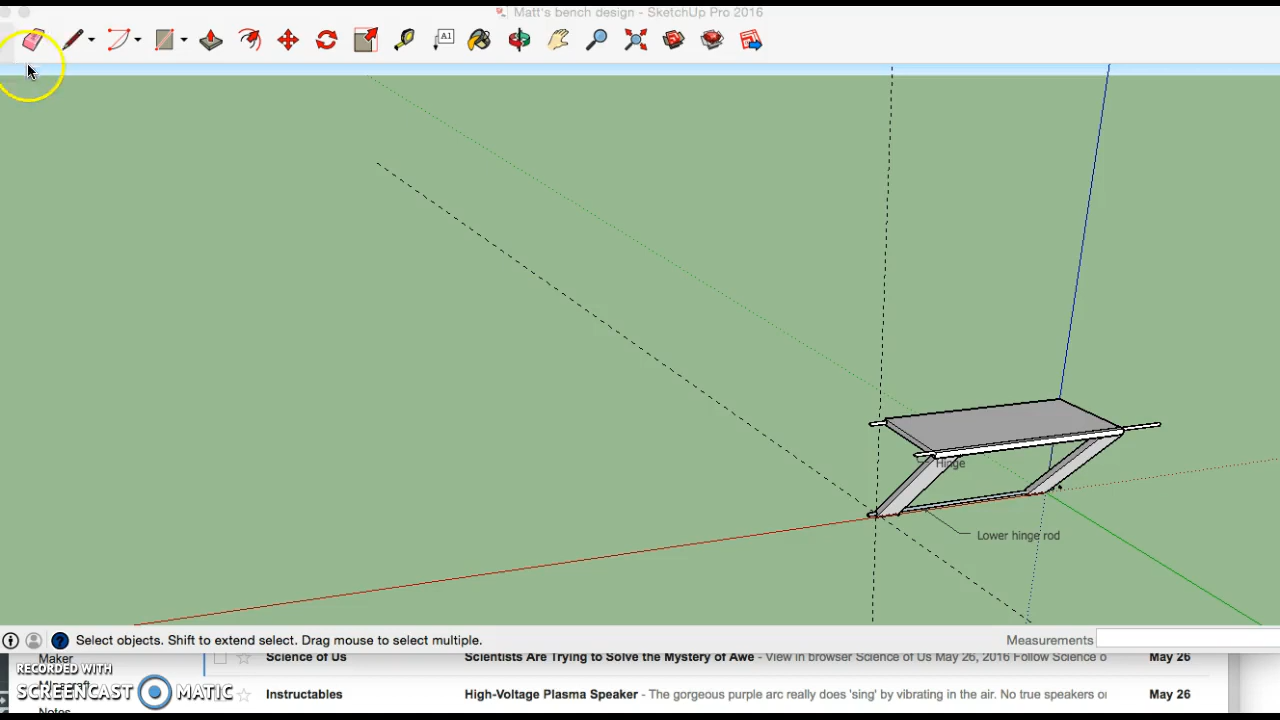 Matt's bench design - SketchUp Pro 2016
A1
Hinge
Lower hinge rod
Select objects. Shift to extend select. Drag mouse to select multiple.
Measurements
Maker
Science of Us
Scientists Are Trying to Solve the Mystery of Awe - View in browser Science of Us May 26, 2016 Follow Science o
May 26
RECORDED WITH
Minecraft
SCREENCAST MATIC
Instructables
High-Voltage Plasma Speaker - The gorgeous purple arc really does 'sing' by vibrating in the air. No true speakers or
May 26
Notes